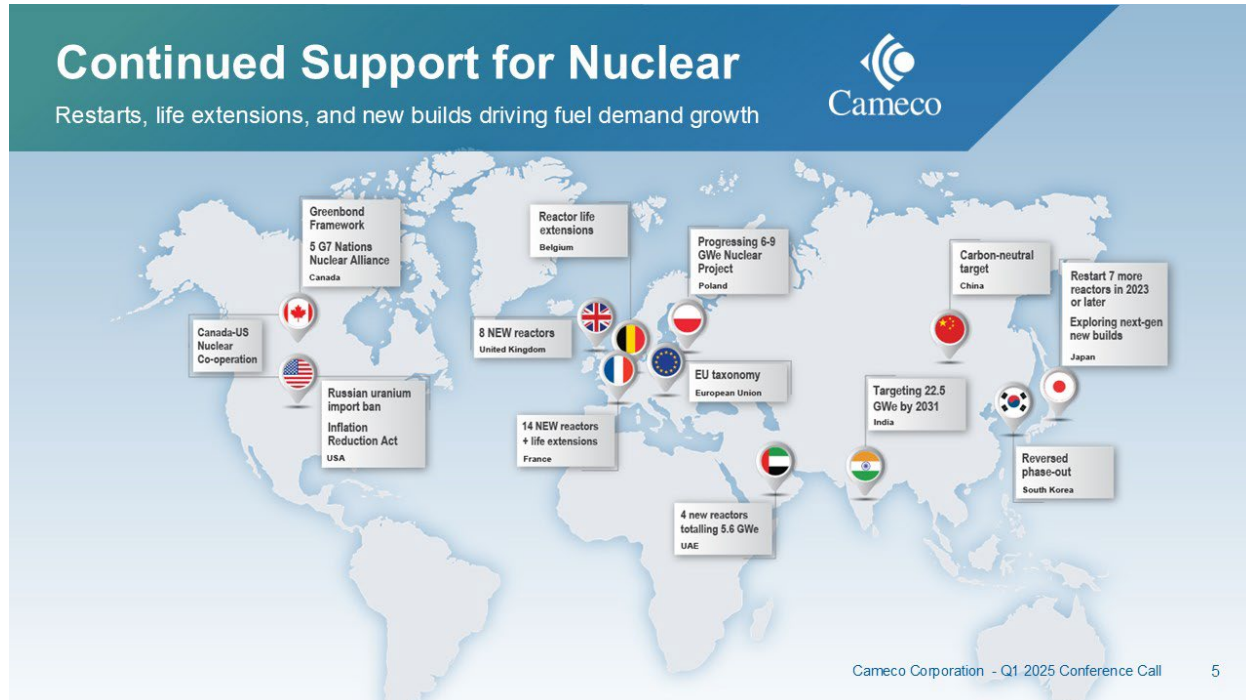 Continued Support for Nuclear
Restarts, life extensions, and new builds driving fuel demand growth
Cameco
Greenbond
Framework
5 G7 Nations
Nuclear Alliance
Canada
Canada-US
Nuclear
Co-operation
Russian uranium
import ban
Inflation
Reduction Act
USA
Reactor life
extensions
Belgium
8 NEW reactors
United Kingdom
14 NEW reactors
+ life extensions
France
Progressing 6-9
GWe Nuclear
Project
Poland
EU taxonomy
European Union
4 new reactors
totalling 5.6 GWe
UAE
Carbon-neutral
target
China
Targeting 22.5
GWe by 2031
India
Restart 7 more
reactors in 2023
or later
Exploring next-gen
new builds
Japan
Reversed
phase-out
South Korea
Cameco Corporation - Q1 2025 Conference Call
5